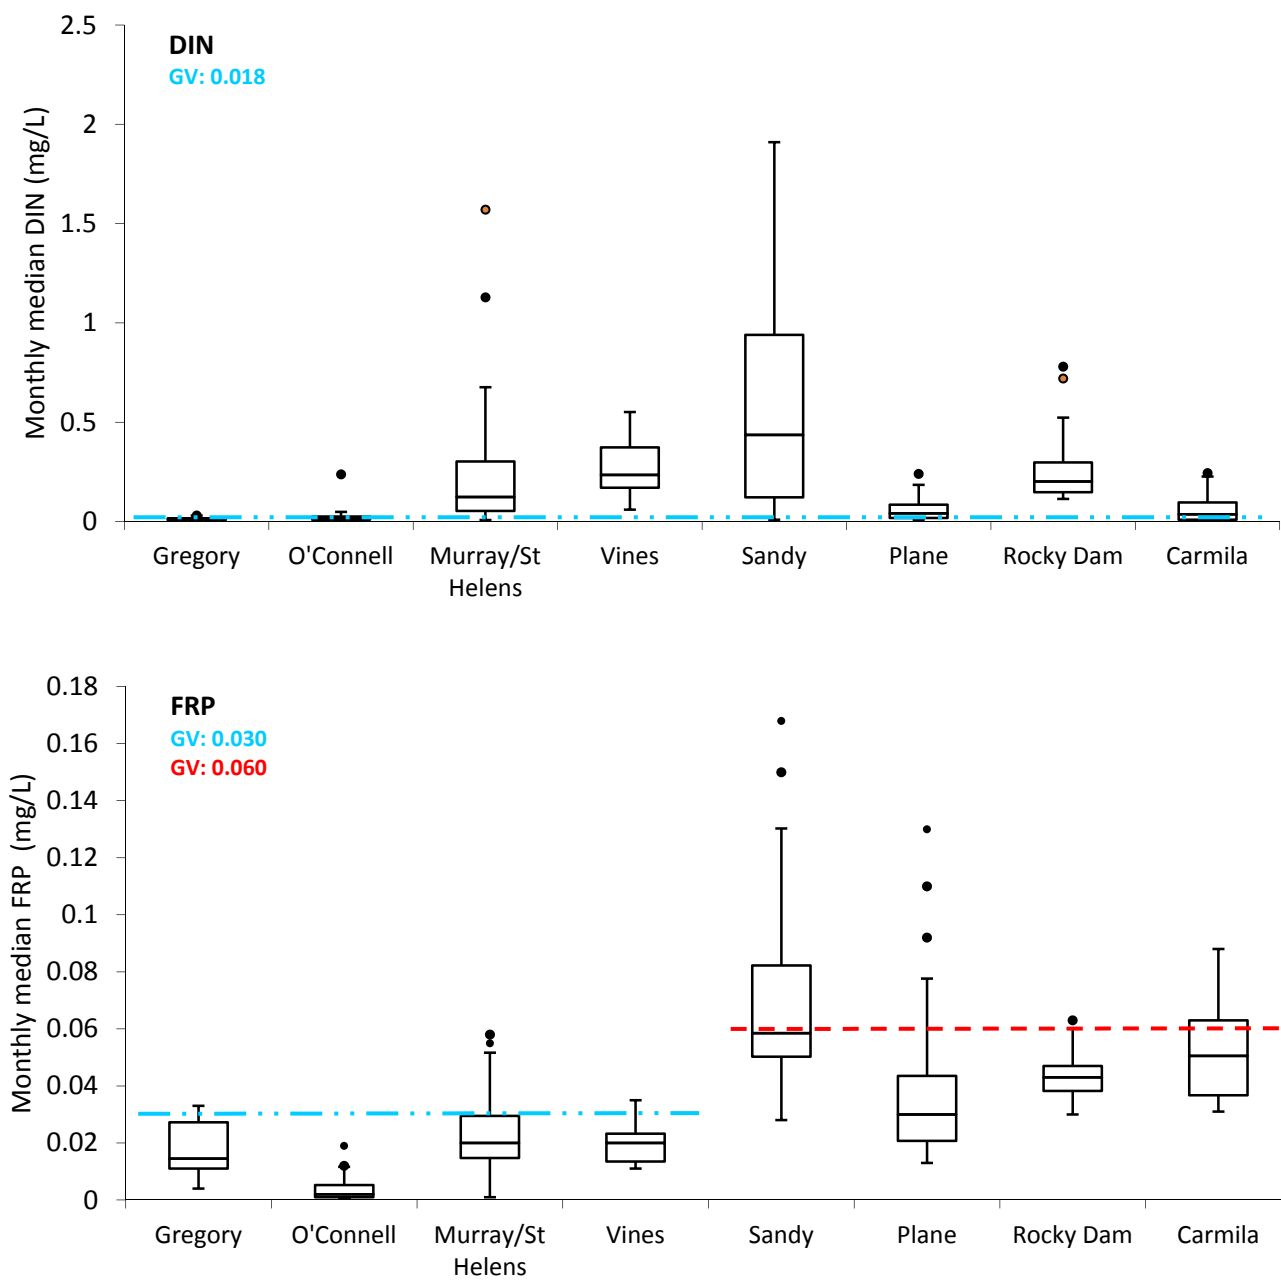 DIN
GV: 0.018
Monthly median DIN (mg/L)
2.5
2
1.5
1
0.5
0
Gregory
O'Connell
Murray/St
Helens
Vines
Sandy
Plane
Rocky Dam
Carmila
FRP
GV: 0.030
GV: 0.060
Monthly median FRP (mg/L)
0.18
0.16
0.14
0.12
0.1
0.08
0.06
0.04
0.02
0
Gregory
O'Connell
Murray/St
Helens
Vines
Sandy
Plane
Rocky Dam
Carmila